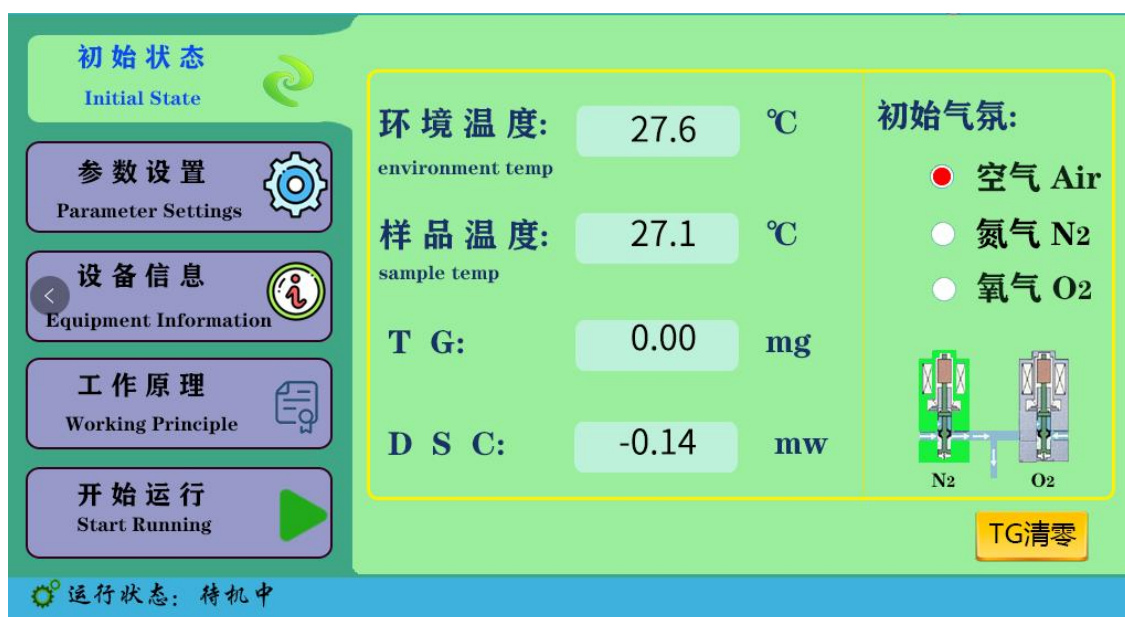 初始状态
Initial State
参数设置
Parameter Settings
设备信息
Equipment Information
工作原理
Working Principle
开始运行
Start Running
环境温度: 27.6 ℃
environment temp
样品温度: 27.1 ℃
sample temp
T G: 0.00 mg
D S C: -0.14 mw
初始气氛:
空气 Air
氮气 N2
氧气 O2
N2 O2
TG清零
运行状态: 待机中